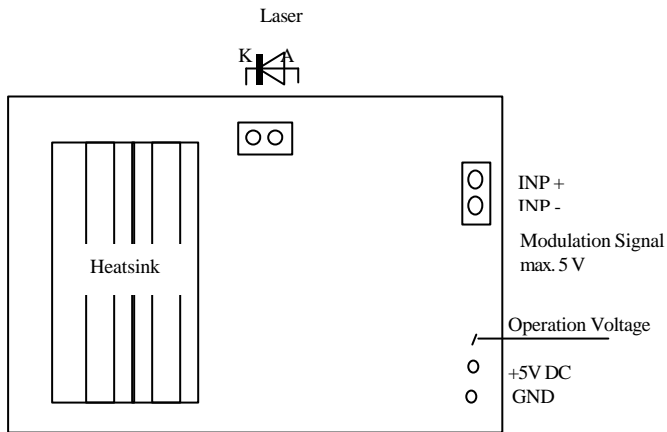 Laser
K A
INP +
INP -
Modulation Signal
max. 5 V
Heatsink
Operation Voltage
+5V DC
GND